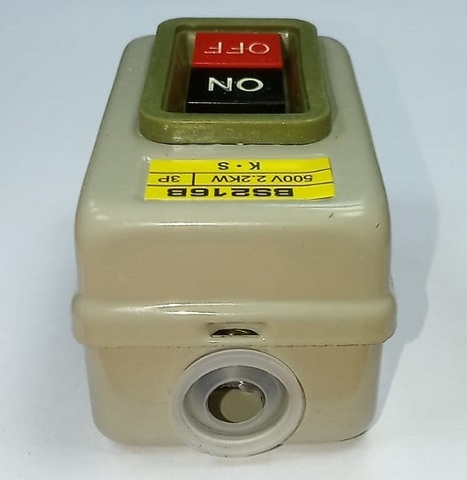 ON
OFF
BS216B
500V 2.2KW 3P
K·S